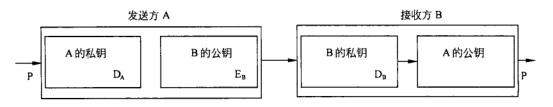 发送方 A
接收方 B
A 的私钥
D_A
B 的公钥
E_B
B 的私钥
D_B
A 的公钥
P
P